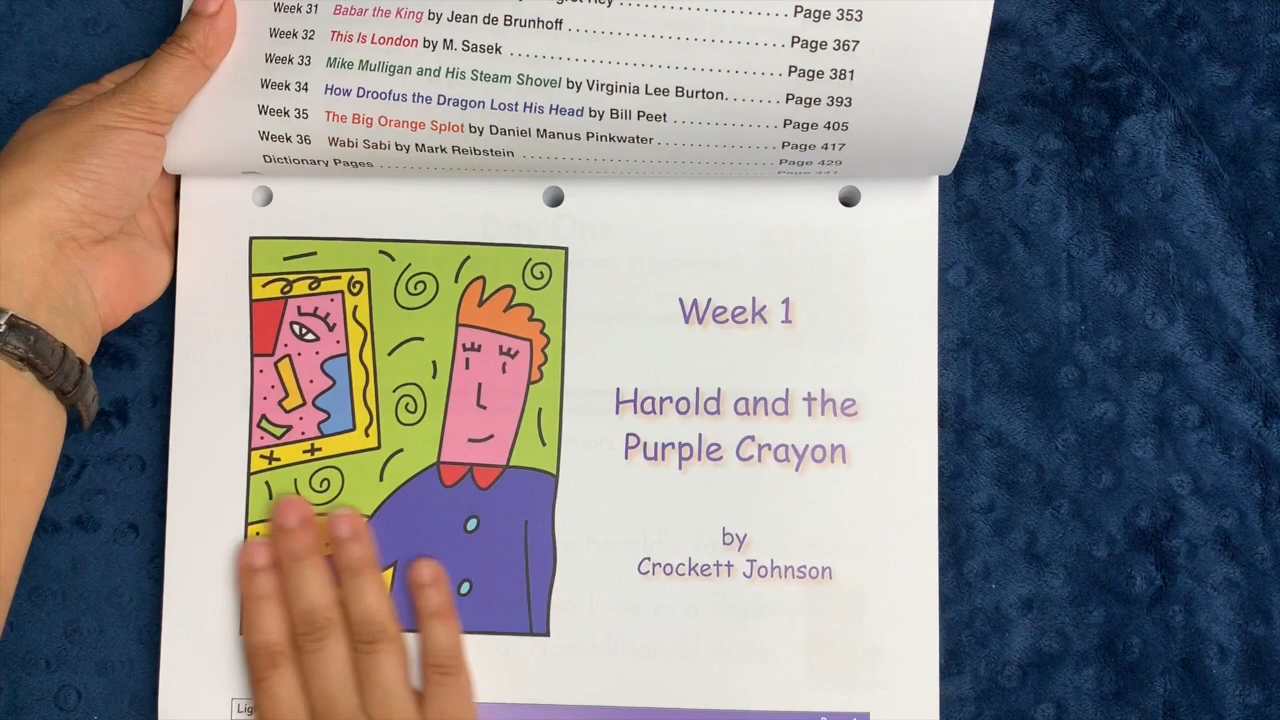 Page 353
Week 31 Babar the King by Jean de Brunhoff Page 367
Week 32 This Is London by M. Sasek Page 381
Week 33 Mike Mulligan and His Steam Shovel by Virginia Lee Burton Page 393
Week 34 How Droofus the Dragon Lost His Head by Bill Peet Page 405
Week 35 The Big Orange Splot by Daniel Manus Pinkwater Page 417
Week 36 Wabi Sabi by Mark Reibstein Page 429
Dictionary Pages Page 441
Week 1
Harold and the
Purple Crayon
by
Crockett Johnson